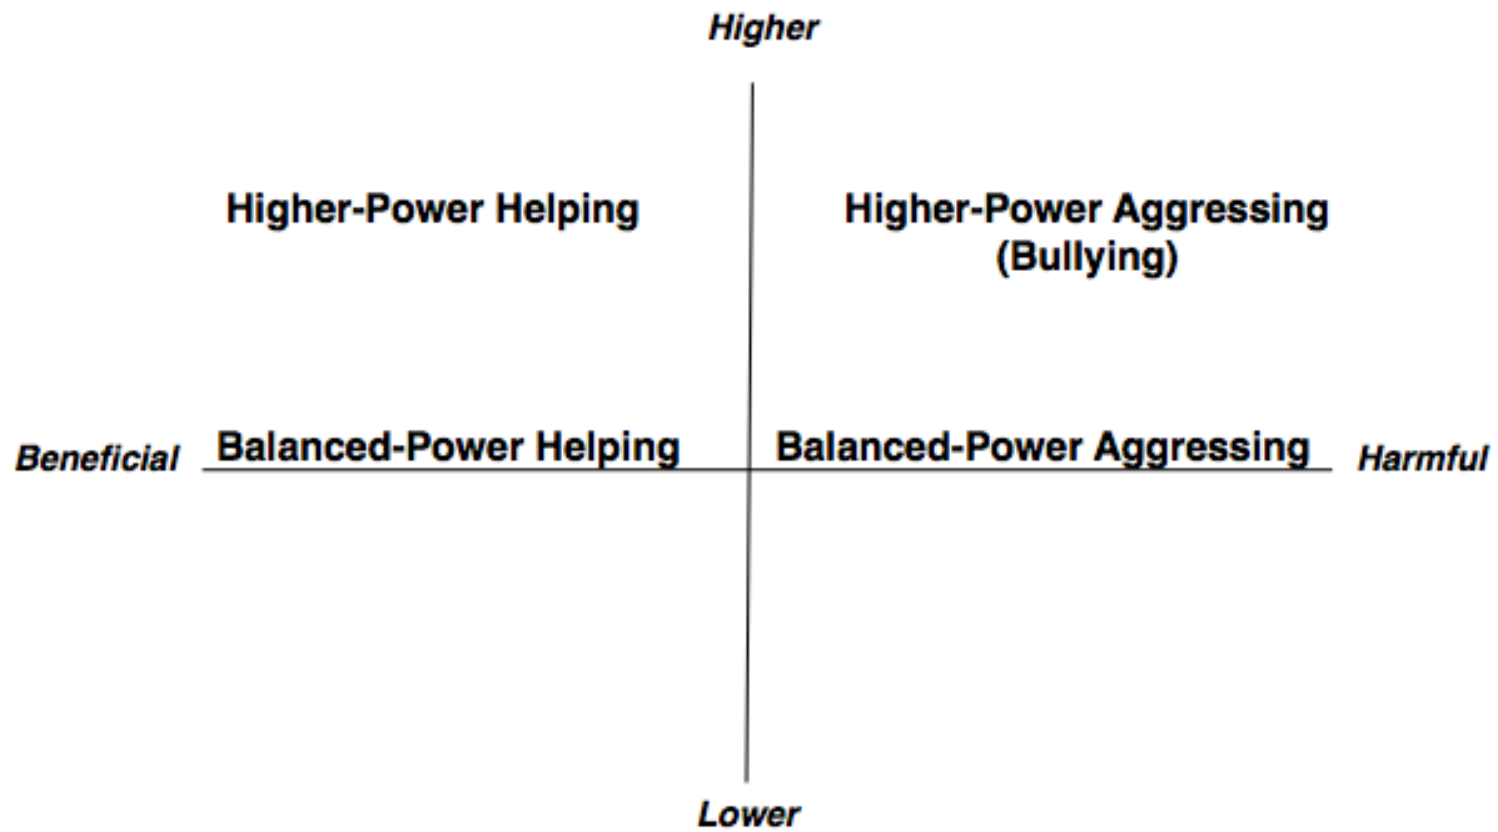 Higher
Higher-Power Helping
Higher-Power Aggressing
(Bullying)
Beneficial
Balanced-Power Helping
Balanced-Power Aggressing
Harmful
Lower